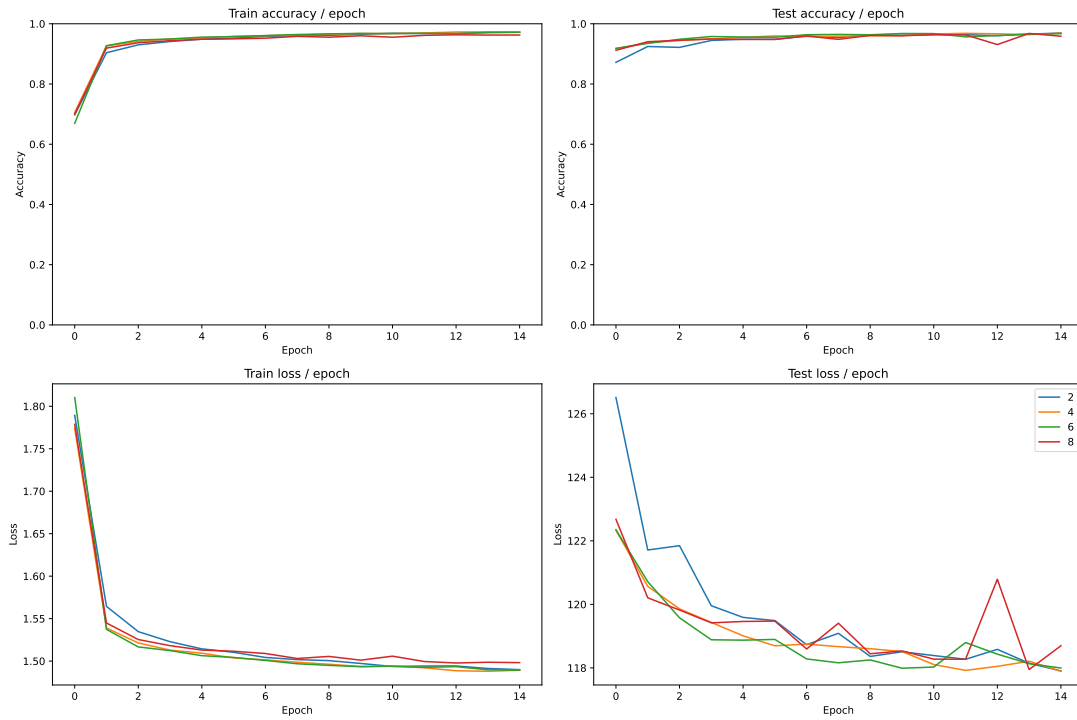 Train accuracy / epoch
Accuracy
1.0
0.8
0.6
0.4
0.2
0.0
0 2 4 6 8 10 12 14
Epoch
Test accuracy / epoch
Accuracy
1.0
0.8
0.6
0.4
0.2
0.0
0 2 4 6 8 10 12 14
Epoch
Train loss / epoch
Loss
1.80
1.75
1.70
1.65
1.60
1.55
1.50
0 2 4 6 8 10 12 14
Epoch
Test loss / epoch
Loss
126
124
122
120
118
0 2 4 6 8 10 12 14
Epoch
2
4
6
8